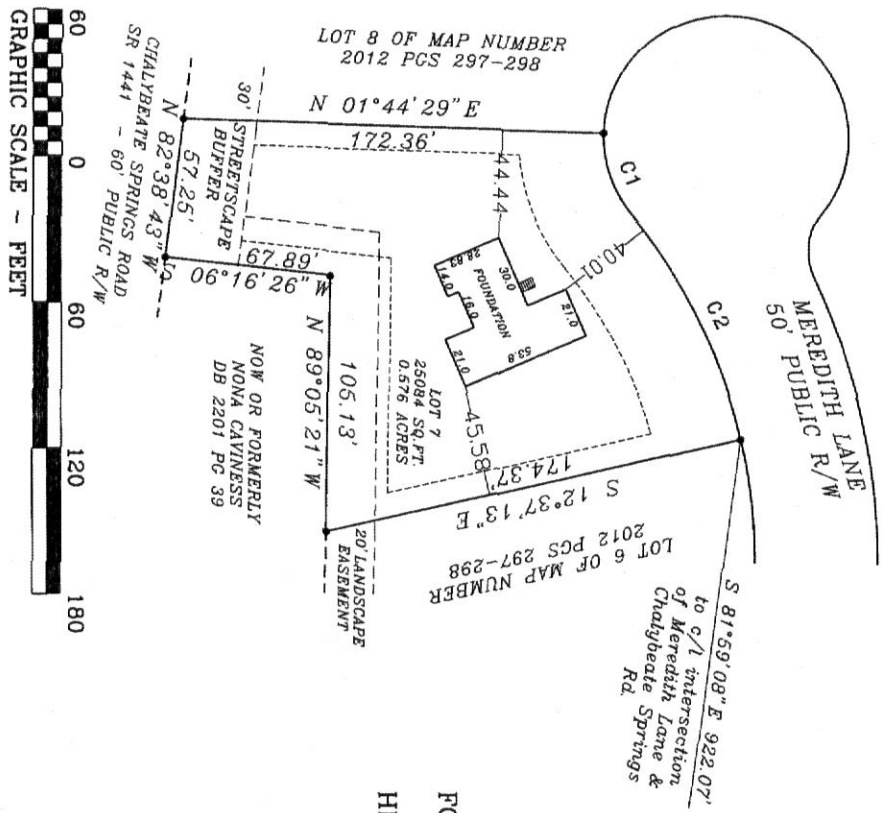 LOT 8 OF MAP NUMBER
2012 PGS 297-298
N 01°44'29" E
172.36'
C1
C2
MEREDITH LANE
50' PUBLIC R/W
44.44
40.01
30.0
28.83
14.0
16.0
21.0
53.8
21.0
FOUNDATION
LOT 7
25084 SQ.FT.
0.576 ACRES
45.58
174.37'
S 12°37'13" E
LOT 6 OF MAP NUMBER
2012 PGS 297-298
30' STREETSCAPE
BUFFER
N 82°38'43" W
57.25'
CHALYBEATE SPRINGS ROAD
SR 1441 - 60' PUBLIC R/W
67.89'
S 06°16'26" W
105.13'
N 89°05'21" W
NOW OR FORMERLY
NONA CAVINESS
DB 2201 PG 39
20' LANDSCAPE
EASEMENT
S 81°59'08" E 922.07'
to c/l intersection
of Meredith Lane &
Chalybeate Springs
Rd.
60 0 60 120 180
GRAPHIC SCALE - FEET